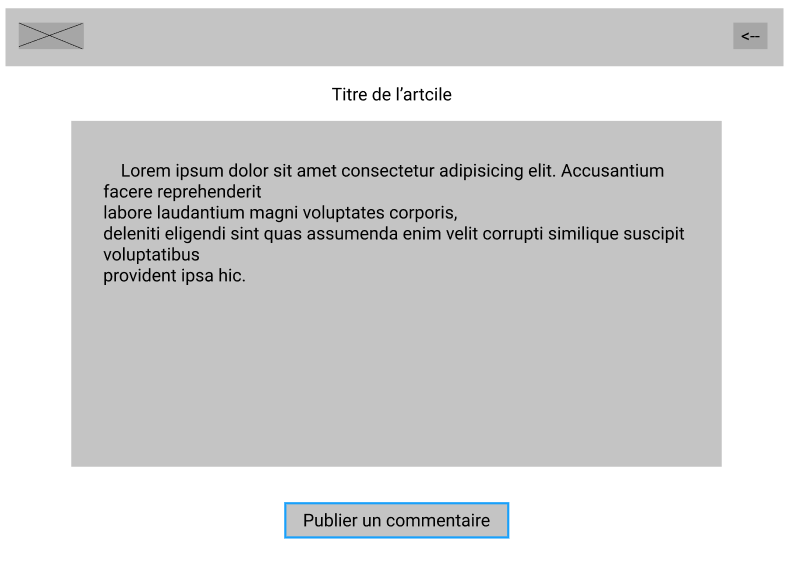 <--
Titre de l’artcile
Lorem ipsum dolor sit amet consectetur adipisicing elit. Accusantium
facere reprehenderit
labore laudantium magni voluptates corporis,
deleniti eligendi sint quas assumenda enim velit corrupti similique suscipit
voluptatibus
provident ipsa hic.
Publier un commentaire